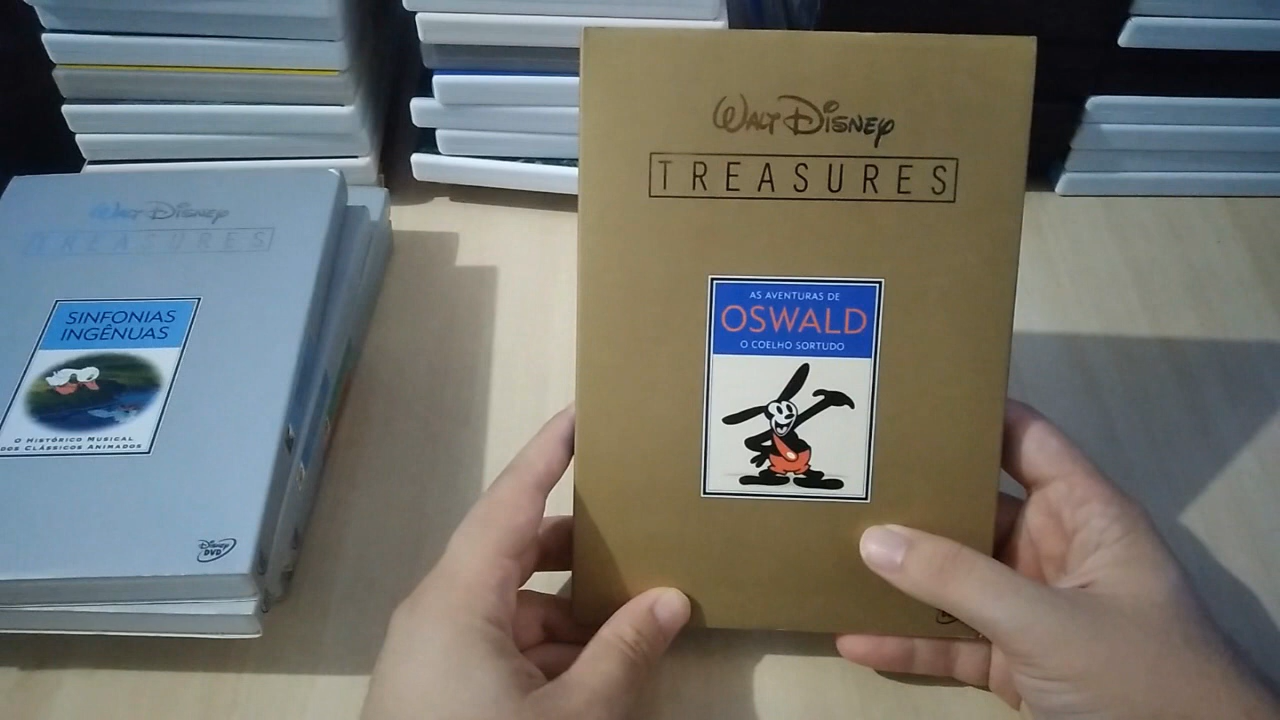 Walt Disney
TREASURES
SINFONIAS
INGÊNUAS
O HISTÓRICO MUSICAL
DOS CLÁSSICOS ANIMADOS
Disney
DVD
Walt Disney
TREASURES
AS AVENTURAS DE
OSWALD
O COELHO SORTUDO